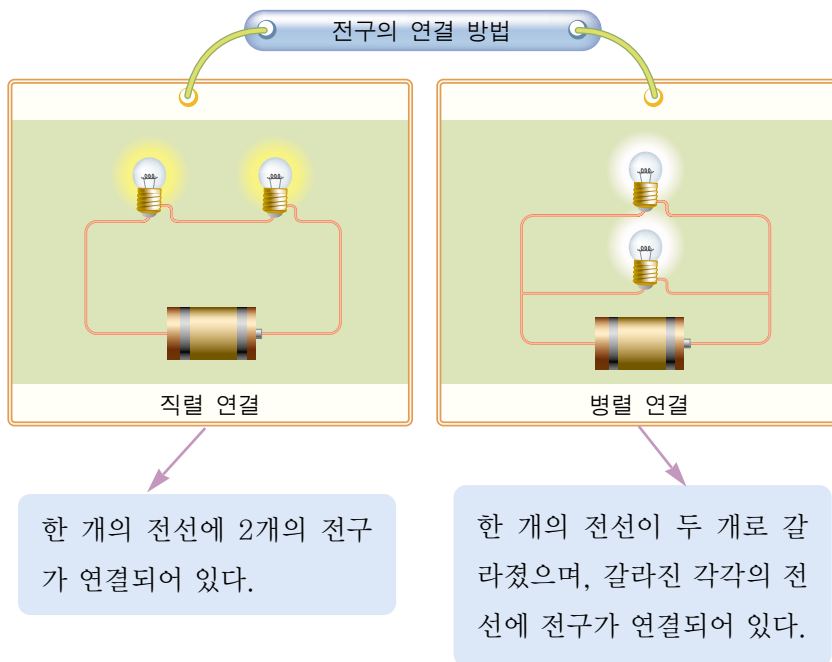 전구의 연결 방법
직렬 연결
병렬 연결
한 개의 전선에 2개의 전구
가 연결되어 있다.
한 개의 전선이 두 개로 갈
라졌으며, 갈라진 각각의 전
선에 전구가 연결되어 있다.